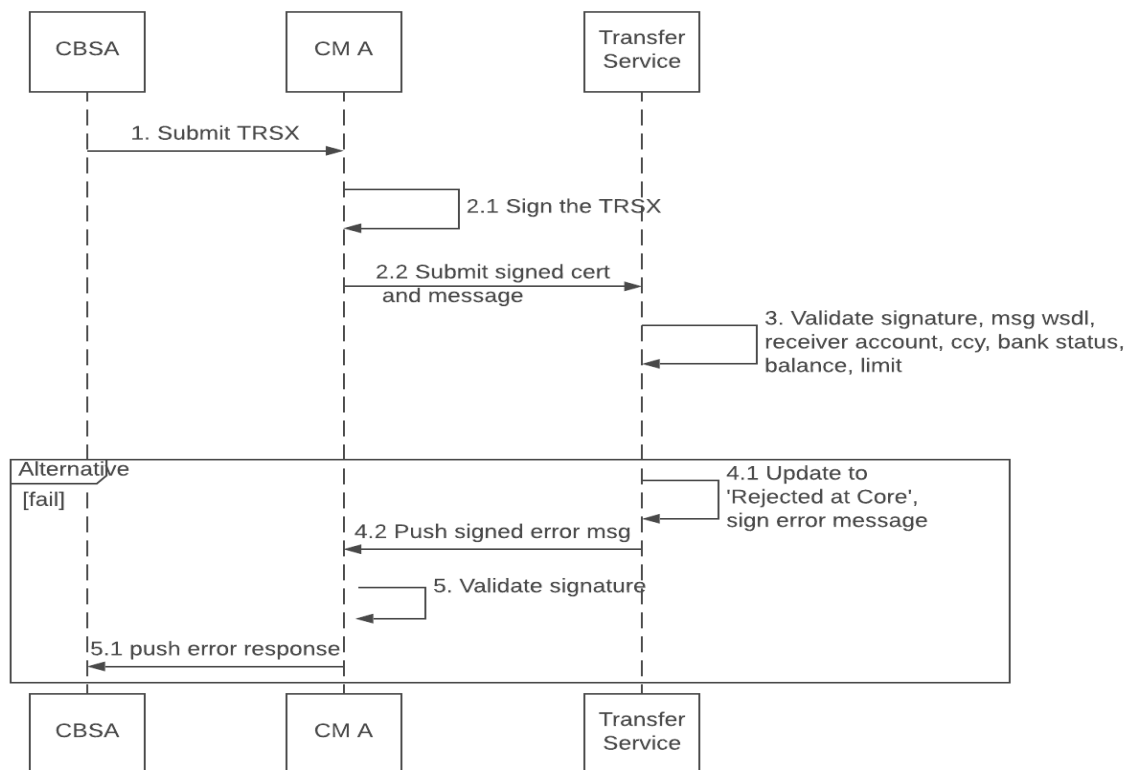 CBSA
CM A
Transfer
Service
1. Submit TRSX
2.1 Sign the TRSX
2.2 Submit signed cert
and message
3. Validate signature, msg wsdl,
receiver account, ccy, bank status,
balance, limit
Alternative
[fail]
4.1 Update to
'Rejected at Core',
sign error message
4.2 Push signed error msg
5. Validate signature
5.1 push error response
CBSA
CM A
Transfer
Service